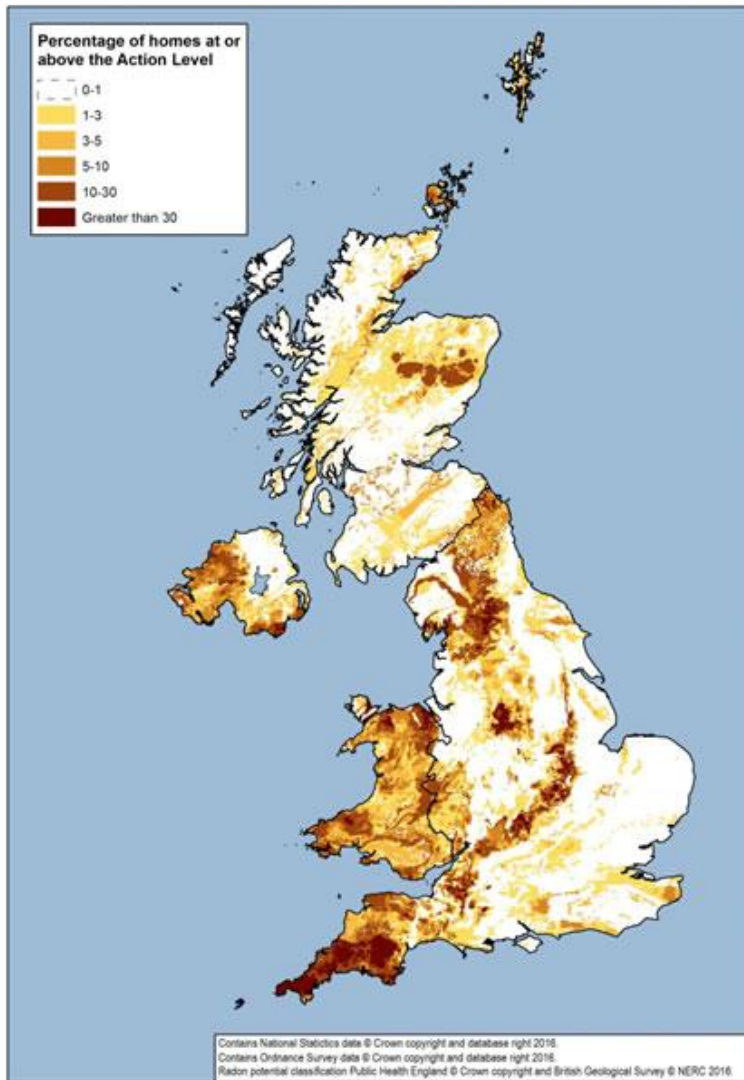 Percentage of homes at or
above the Action Level
0-1
1-3
3-5
5-10
10-30
Greater than 30
Contains National Statistics data © Crown copyright and database right 2016.
Contains Ordnance Survey data © Crown copyright and database right 2016.
Radon potential classification Public Health England © Crown copyright and British Geological Survey © NERC 2016.